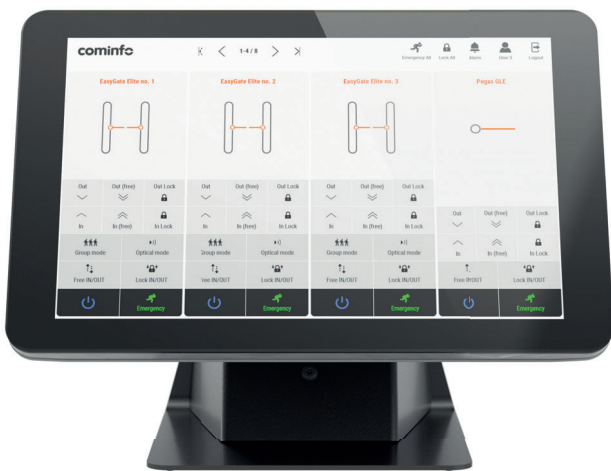 cominfo
1-4 / 8
Emergency All Lock All Alarm User 2 Logout
EasyGate Elite no. 1 EasyGate Elite no. 2 EasyGate Elite no. 3 Pegas GLE
Out Out (free) Out Lock Out Out (free) Out Lock Out Out (free) Out Lock
In In (free) In Lock In In (free) In Lock In In (free) In Lock
Out Out (free) Out Lock
Group mode Optical mode Group mode Optical mode Group mode Optical mode
In In (free) In Lock
Free IN/OUT Lock IN/OUT Free IN/OUT Lock IN/OUT Free IN/OUT Lock IN/OUT Free IN/OUT Lock IN/OUT
Emergency Emergency Emergency Emergency